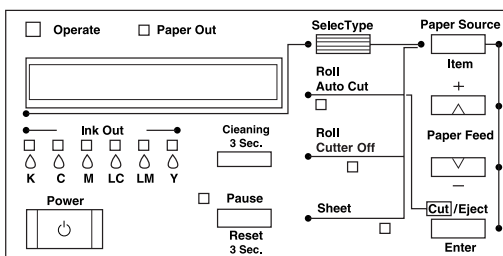 Operate
Paper Out
SelecType
Paper Source
Item
Roll
Auto Cut
+
Ink Out
Cleaning
3 Sec.
Roll
Cutter Off
Paper Feed
K C M LC LM Y
−
Power
Pause
Reset
3 Sec.
Sheet
Cut/Eject
Enter